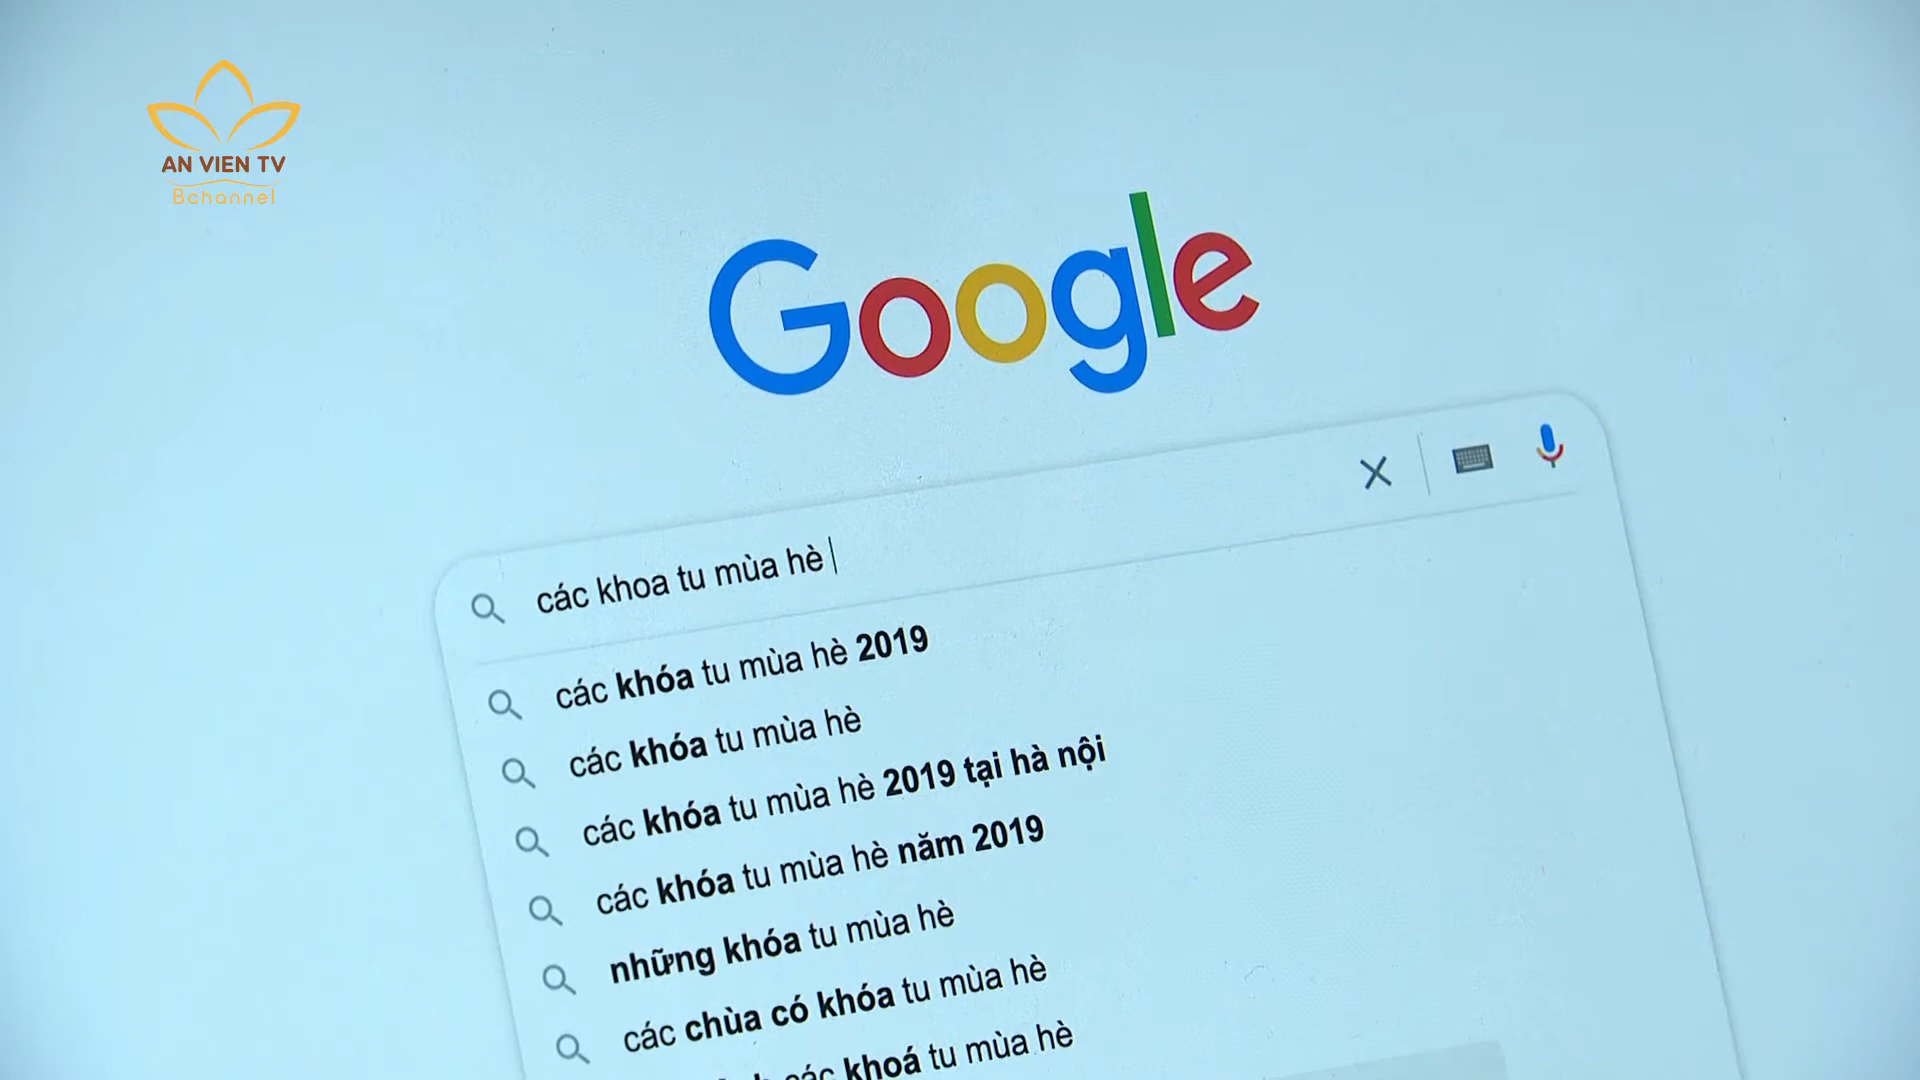 AN VIEN TV
Bchannel
Google
các khoa tu mùa hè
các khóa tu mùa hè 2019
các khóa tu mùa hè
các khóa tu mùa hè 2019 tại hà nội
các khóa tu mùa hè năm 2019
những khóa tu mùa hè
các chùa có khóa tu mùa hè
các khoá tu mùa hè